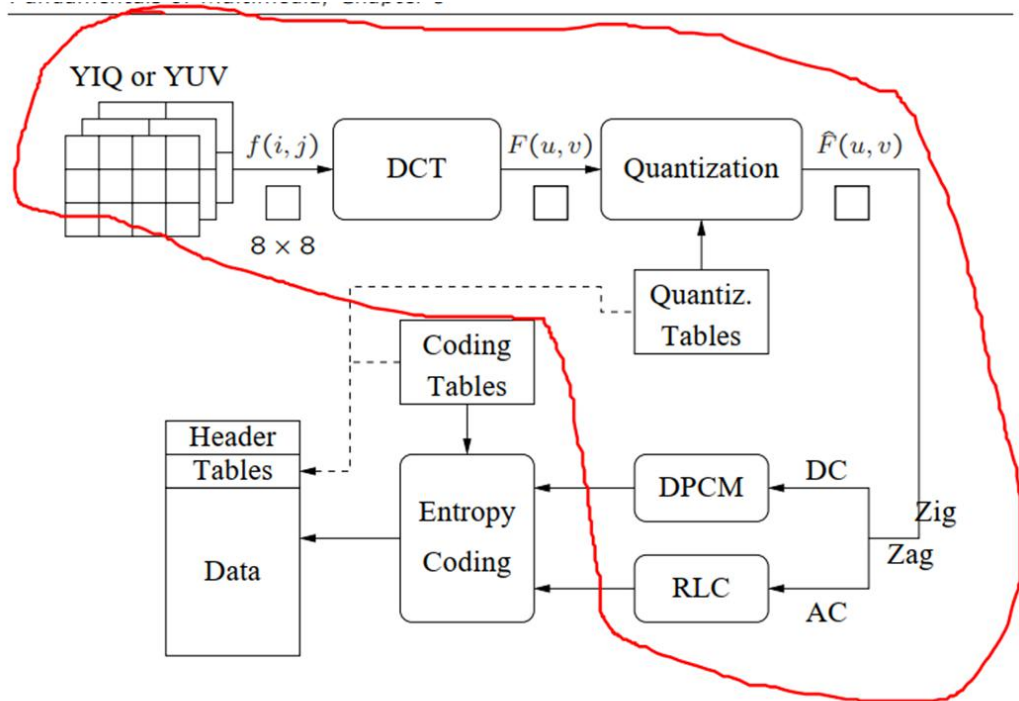 YIQ or YUV
f(i, j)
8 × 8
DCT
F(u, v)
Quantization
F̂(u, v)
Quantiz.
Tables
Coding
Tables
Header
Tables
Data
Entropy
Coding
DPCM
DC
Zig
Zag
RLC
AC